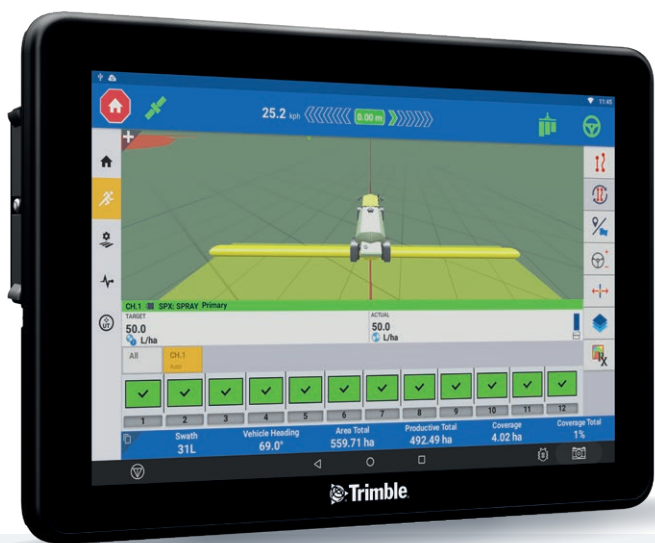 11:45
25.2 kph
0.00 m
CH.1 SPX: SPRAY Primary
TARGET
50.0
L/ha
ACTUAL
50.0
L/ha
All
CH.1
1 2 3 4 5 6 7 8 9 10 11 12
Swath
31L
Vehicle Heading
69.0°
Area Total
559.71 ha
Productive Total
492.49 ha
Coverage
4.02 ha
Coverage Total
1%
UT
Rx
Trimble